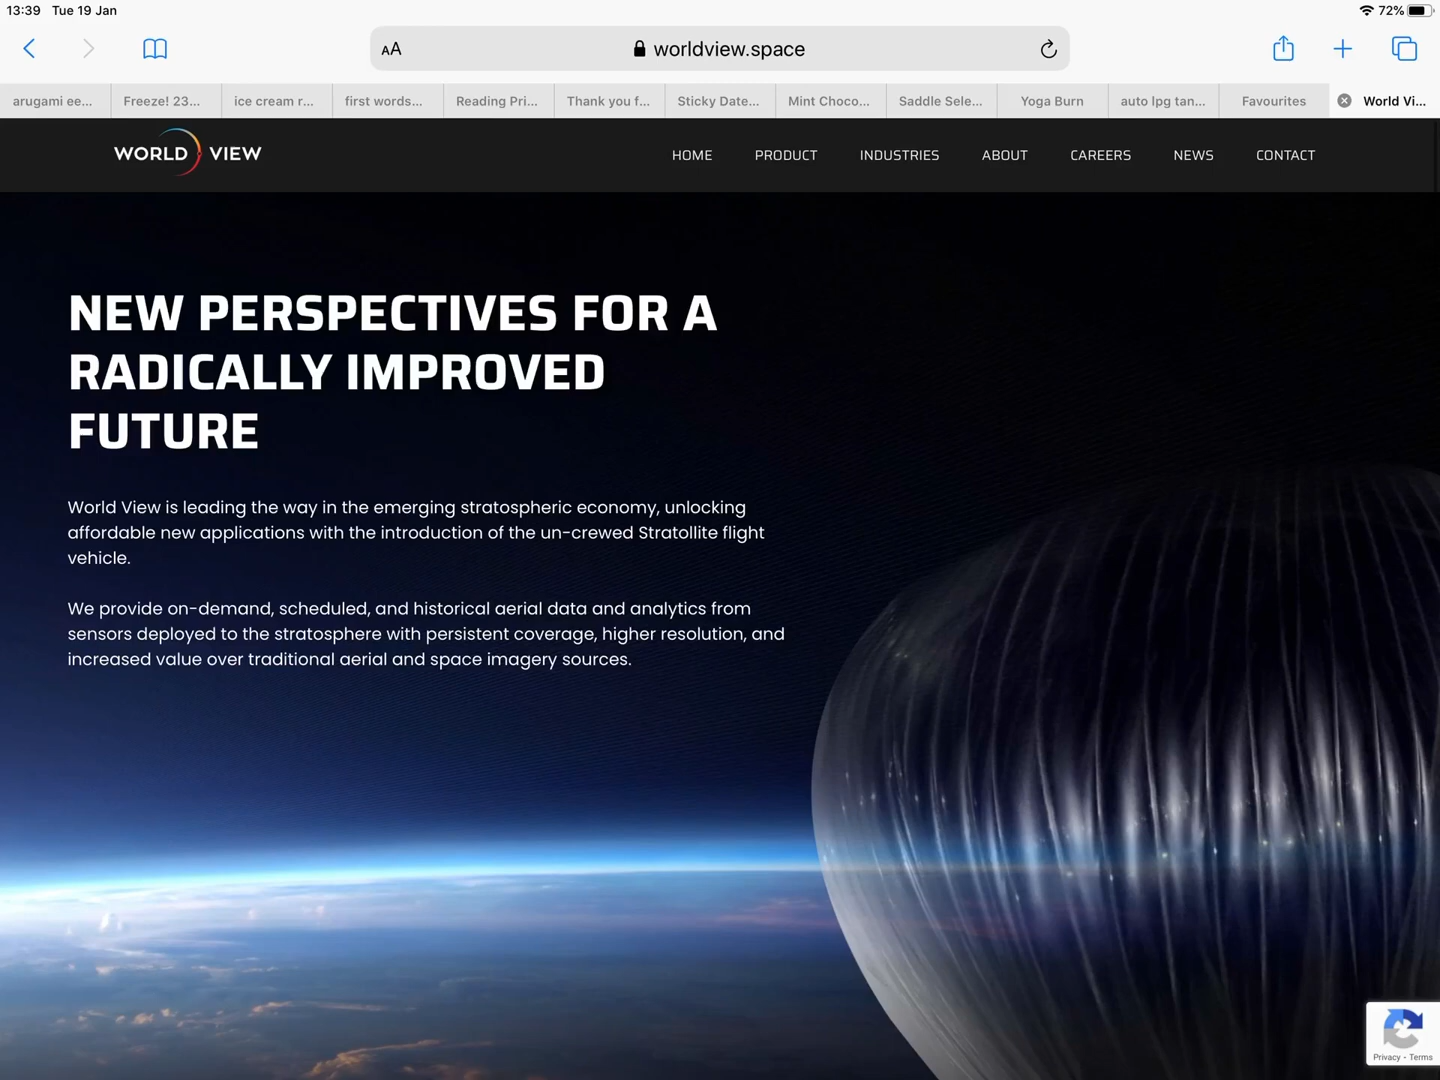 13:39 Tue 19 Jan
72%
AA
worldview.space
arugami ee...
Freeze! 23...
ice cream r...
first words...
Reading Pri...
Thank you f...
Sticky Date...
Mint Choco...
Saddle Sele...
Yoga Burn
auto lpg tan...
Favourites
World Vi...
WORLD VIEW
HOME
PRODUCT
INDUSTRIES
ABOUT
CAREERS
NEWS
CONTACT
NEW PERSPECTIVES FOR A
RADICALLY IMPROVED
FUTURE
World View is leading the way in the emerging stratospheric economy, unlocking
affordable new applications with the introduction of the un-crewed Stratollite flight
vehicle.
We provide on-demand, scheduled, and historical aerial data and analytics from
sensors deployed to the stratosphere with persistent coverage, higher resolution, and
increased value over traditional aerial and space imagery sources.
Privacy - Terms